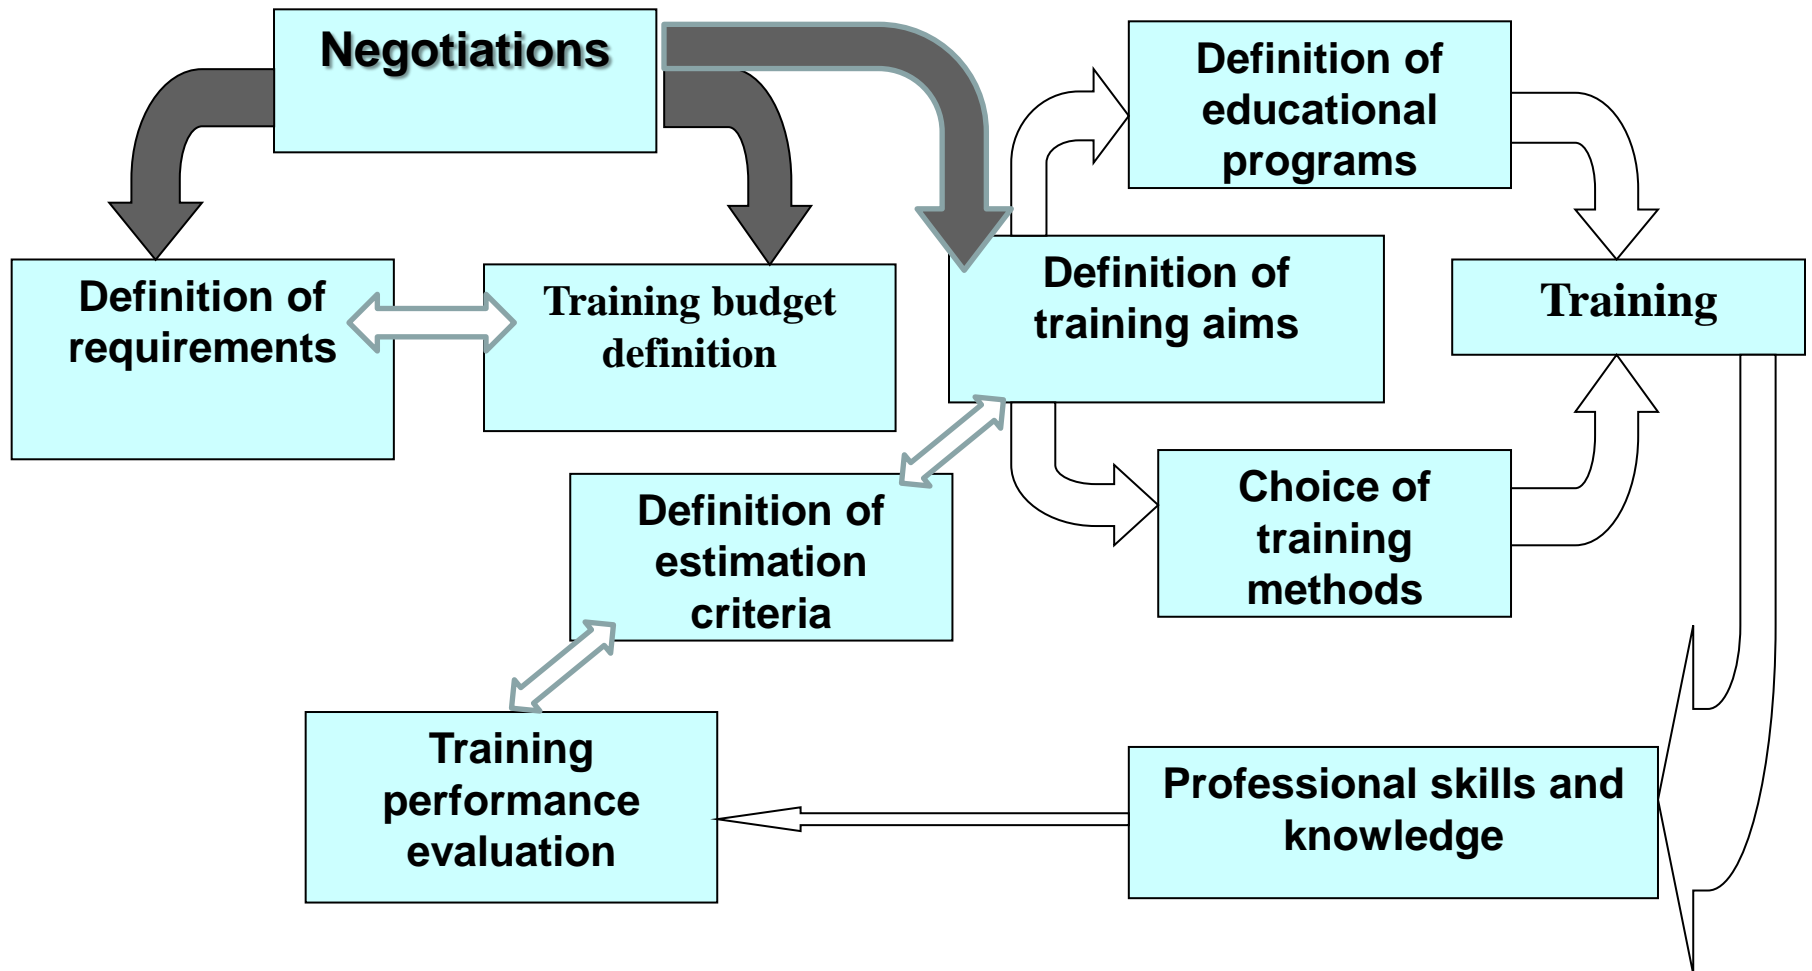 Negotiations
Definition of
educational
programs
Definition of
requirements
Training budget
definition
Definition of
training aims
Training
Definition of
estimation
criteria
Choice of
training
methods
Training
performance
evaluation
Professional skills and
knowledge